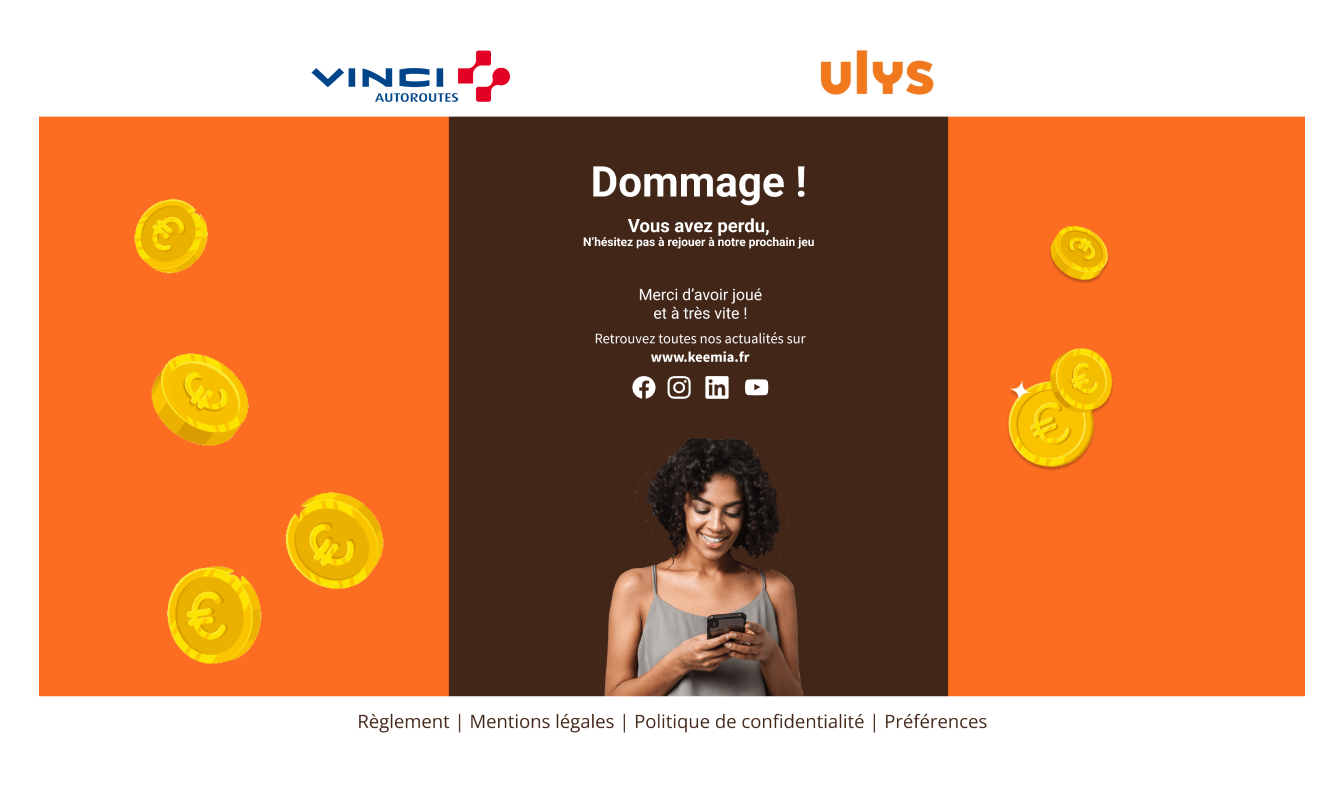 VINCI
AUTOROUTES
ulys
Dommage !
Vous avez perdu,
N'hésitez pas à rejouer à notre prochain jeu
Merci d'avoir joué
et à très vite !
Retrouvez toutes nos actualités sur
www.keemia.fr
Règlement | Mentions légales | Politique de confidentialité | Préférences